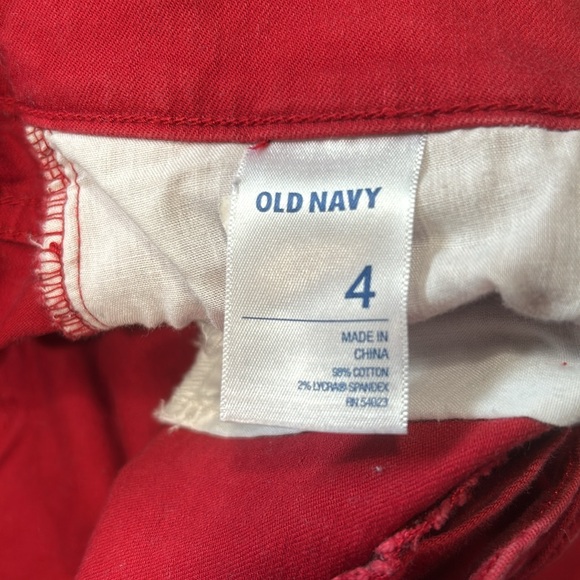 OLD NAVY
4
MADE IN
CHINA
98% COTTON
2% LYCRA® SPANDEX
RN 54023